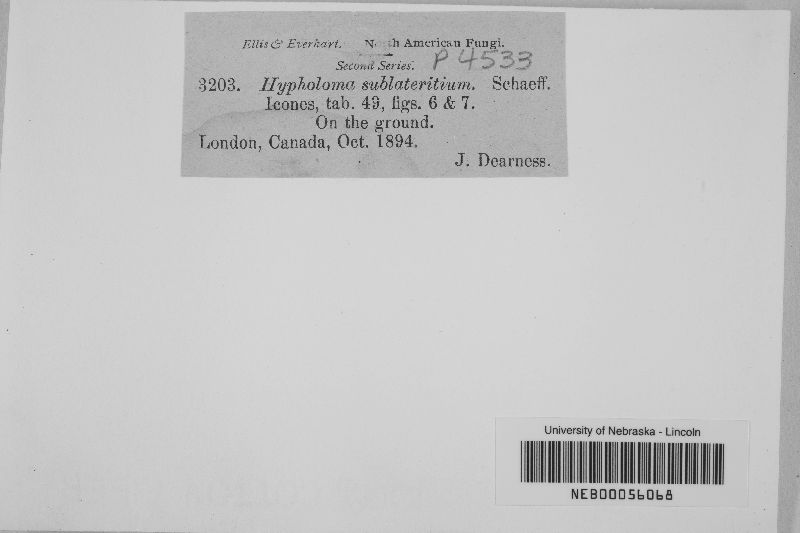 Ellis & Everhart. North American Fungi.
Second Series. P 4533
3203. Hypholoma sublateritium. Schaeff.
Icones, tab. 49, figs. 6 & 7.
On the ground.
London, Canada, Oct. 1894.
J. Dearness.
University of Nebraska - Lincoln
NEB00056068